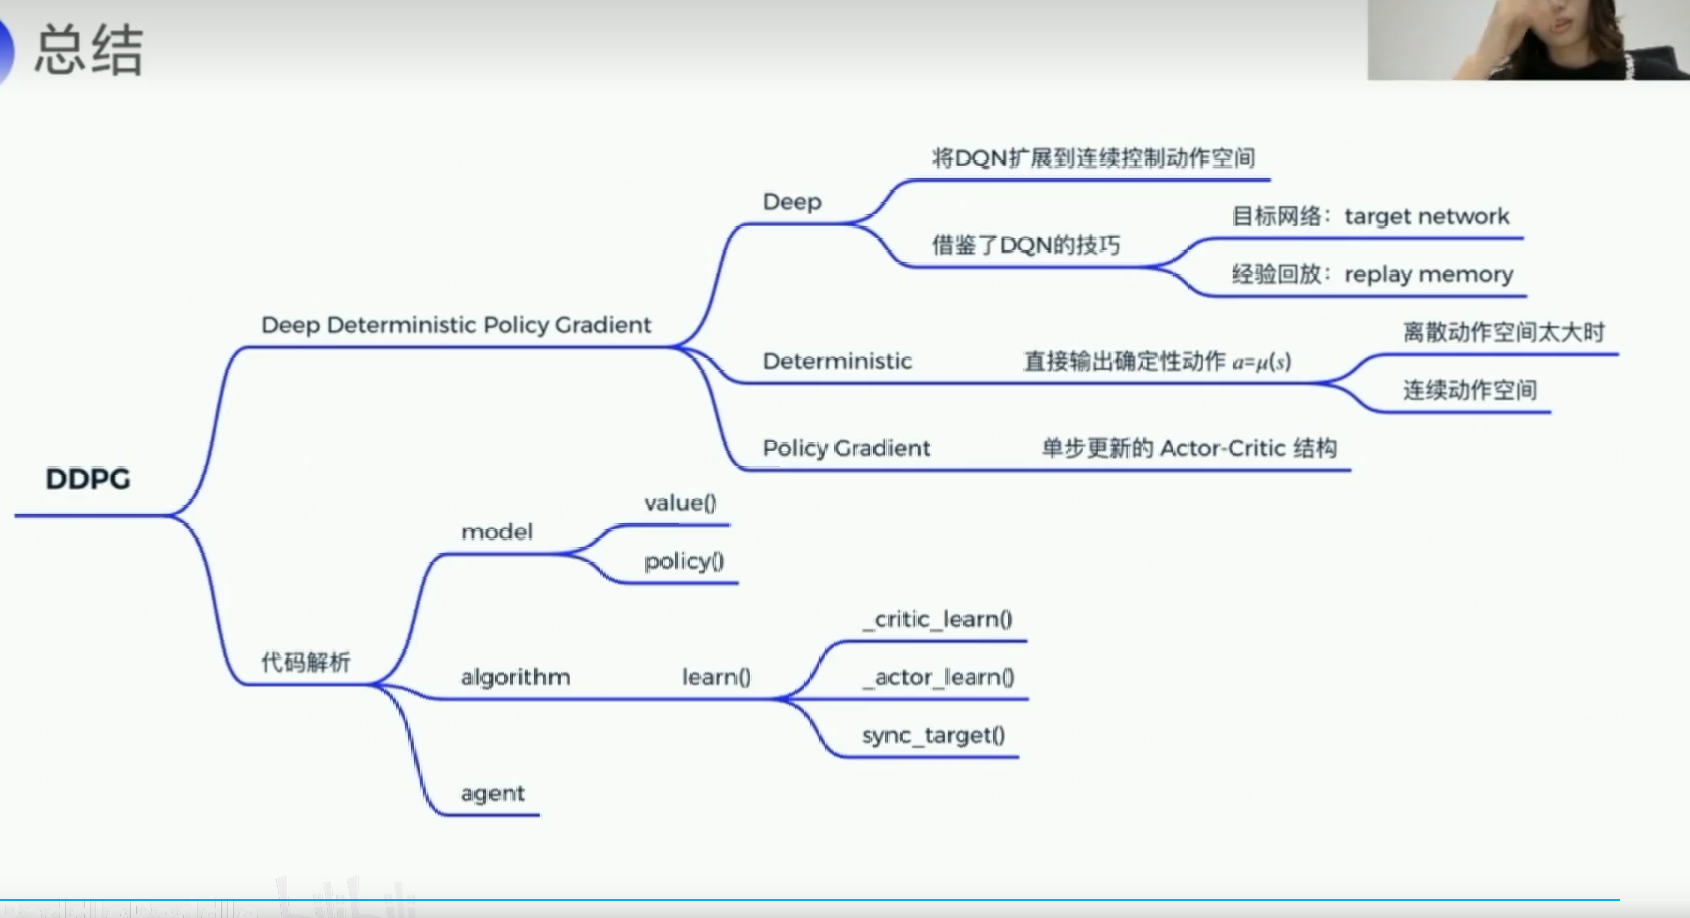 总结
将DQN扩展到连续控制动作空间
Deep
目标网络：target network
借鉴了DQN的技巧
经验回放：replay memory
Deep Deterministic Policy Gradient
离散动作空间太大时
Deterministic
直接输出确定性动作 a=μ(s)
连续动作空间
Policy Gradient
单步更新的 Actor-Critic 结构
DDPG
value()
model
policy()
_critic_learn()
代码解析
algorithm
learn()
_actor_learn()
sync_target()
agent